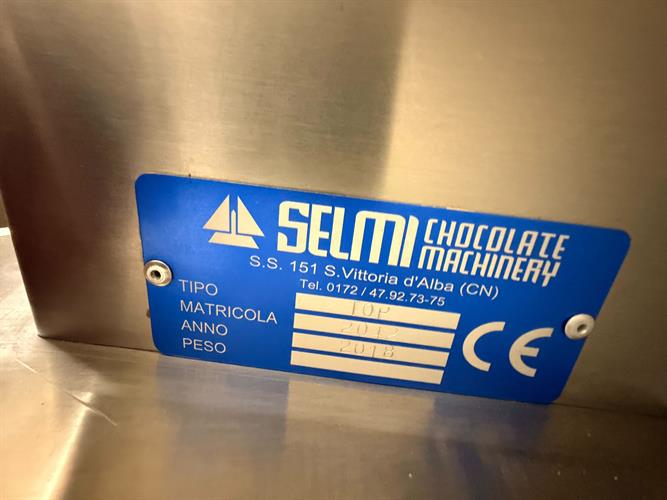 SELMI CHOCOLATE MACHINERY
S.S. 151 S.Vittoria d'Alba (CN)
Tel. 0172 / 47.92.73-75
TIPO TOP
MATRICOLA 2042
ANNO 2018
PESO
CE